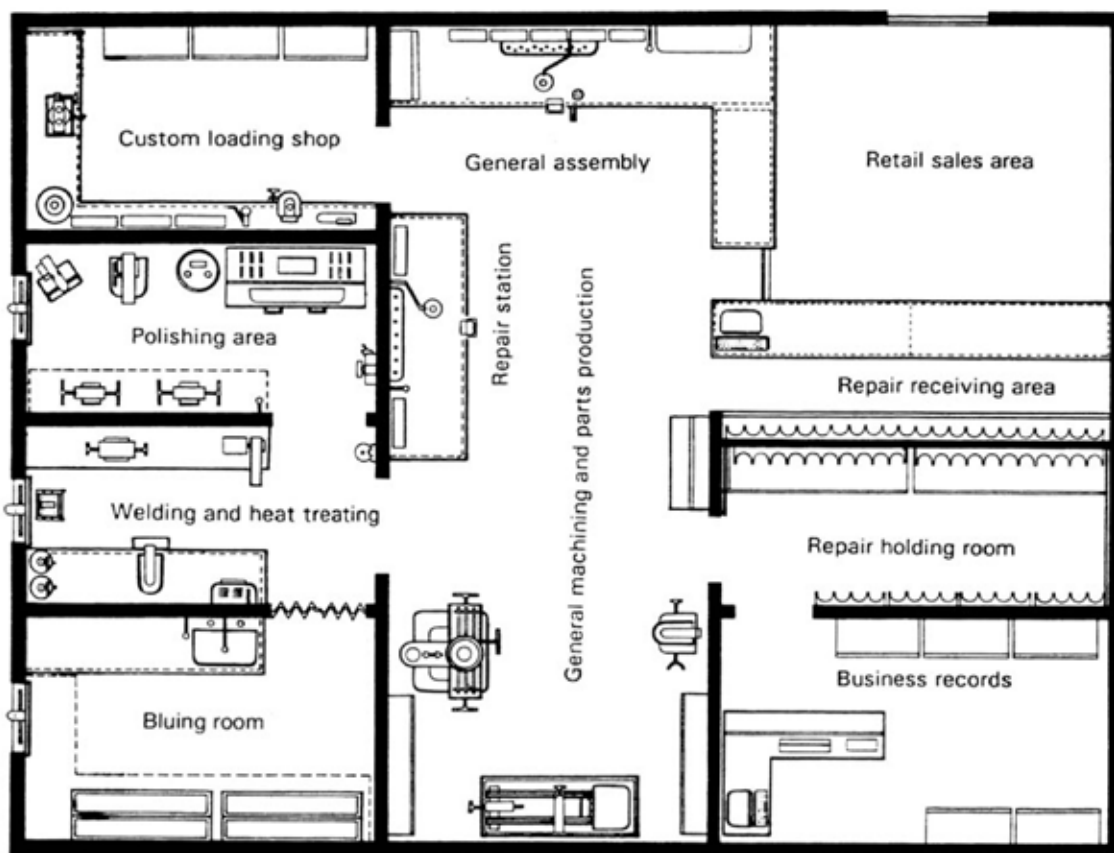 Custom loading shop
General assembly
Retail sales area
Polishing area
Repair station
General machining and parts production
Repair receiving area
Welding and heat treating
Repair holding room
Business records
Bluing room